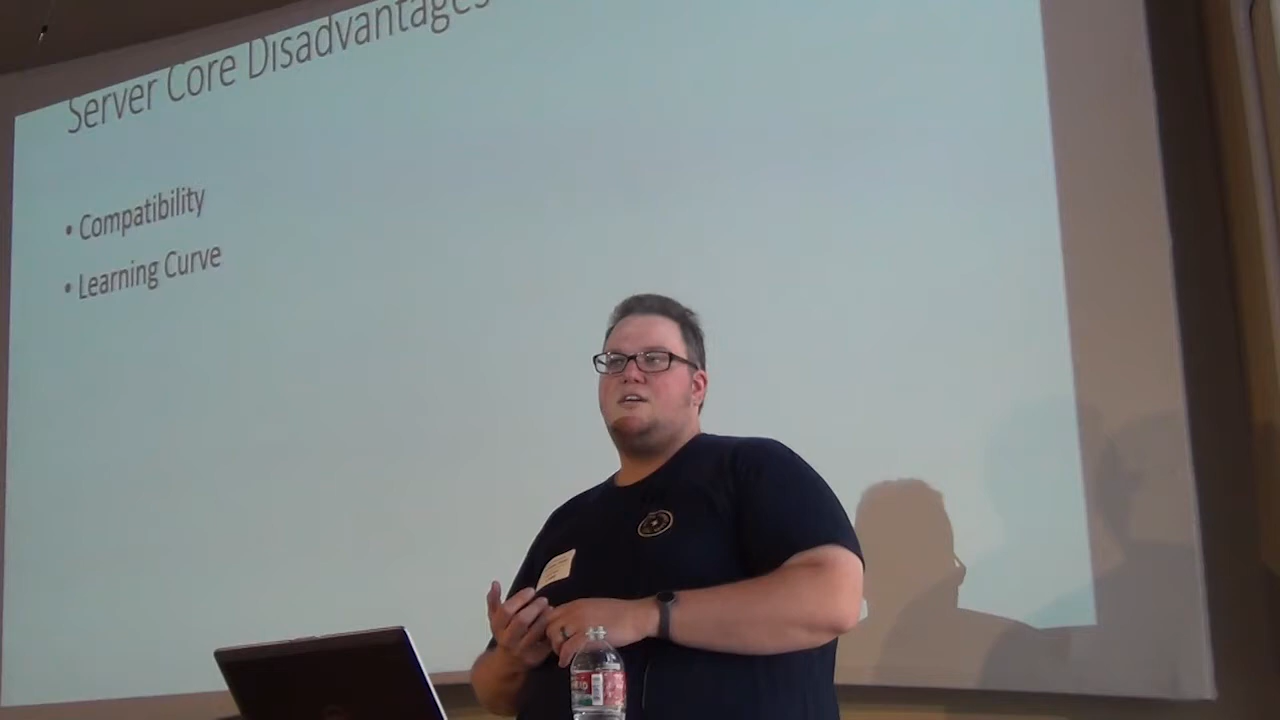 Server Core Disadvantages
• Compatibility
• Learning Curve